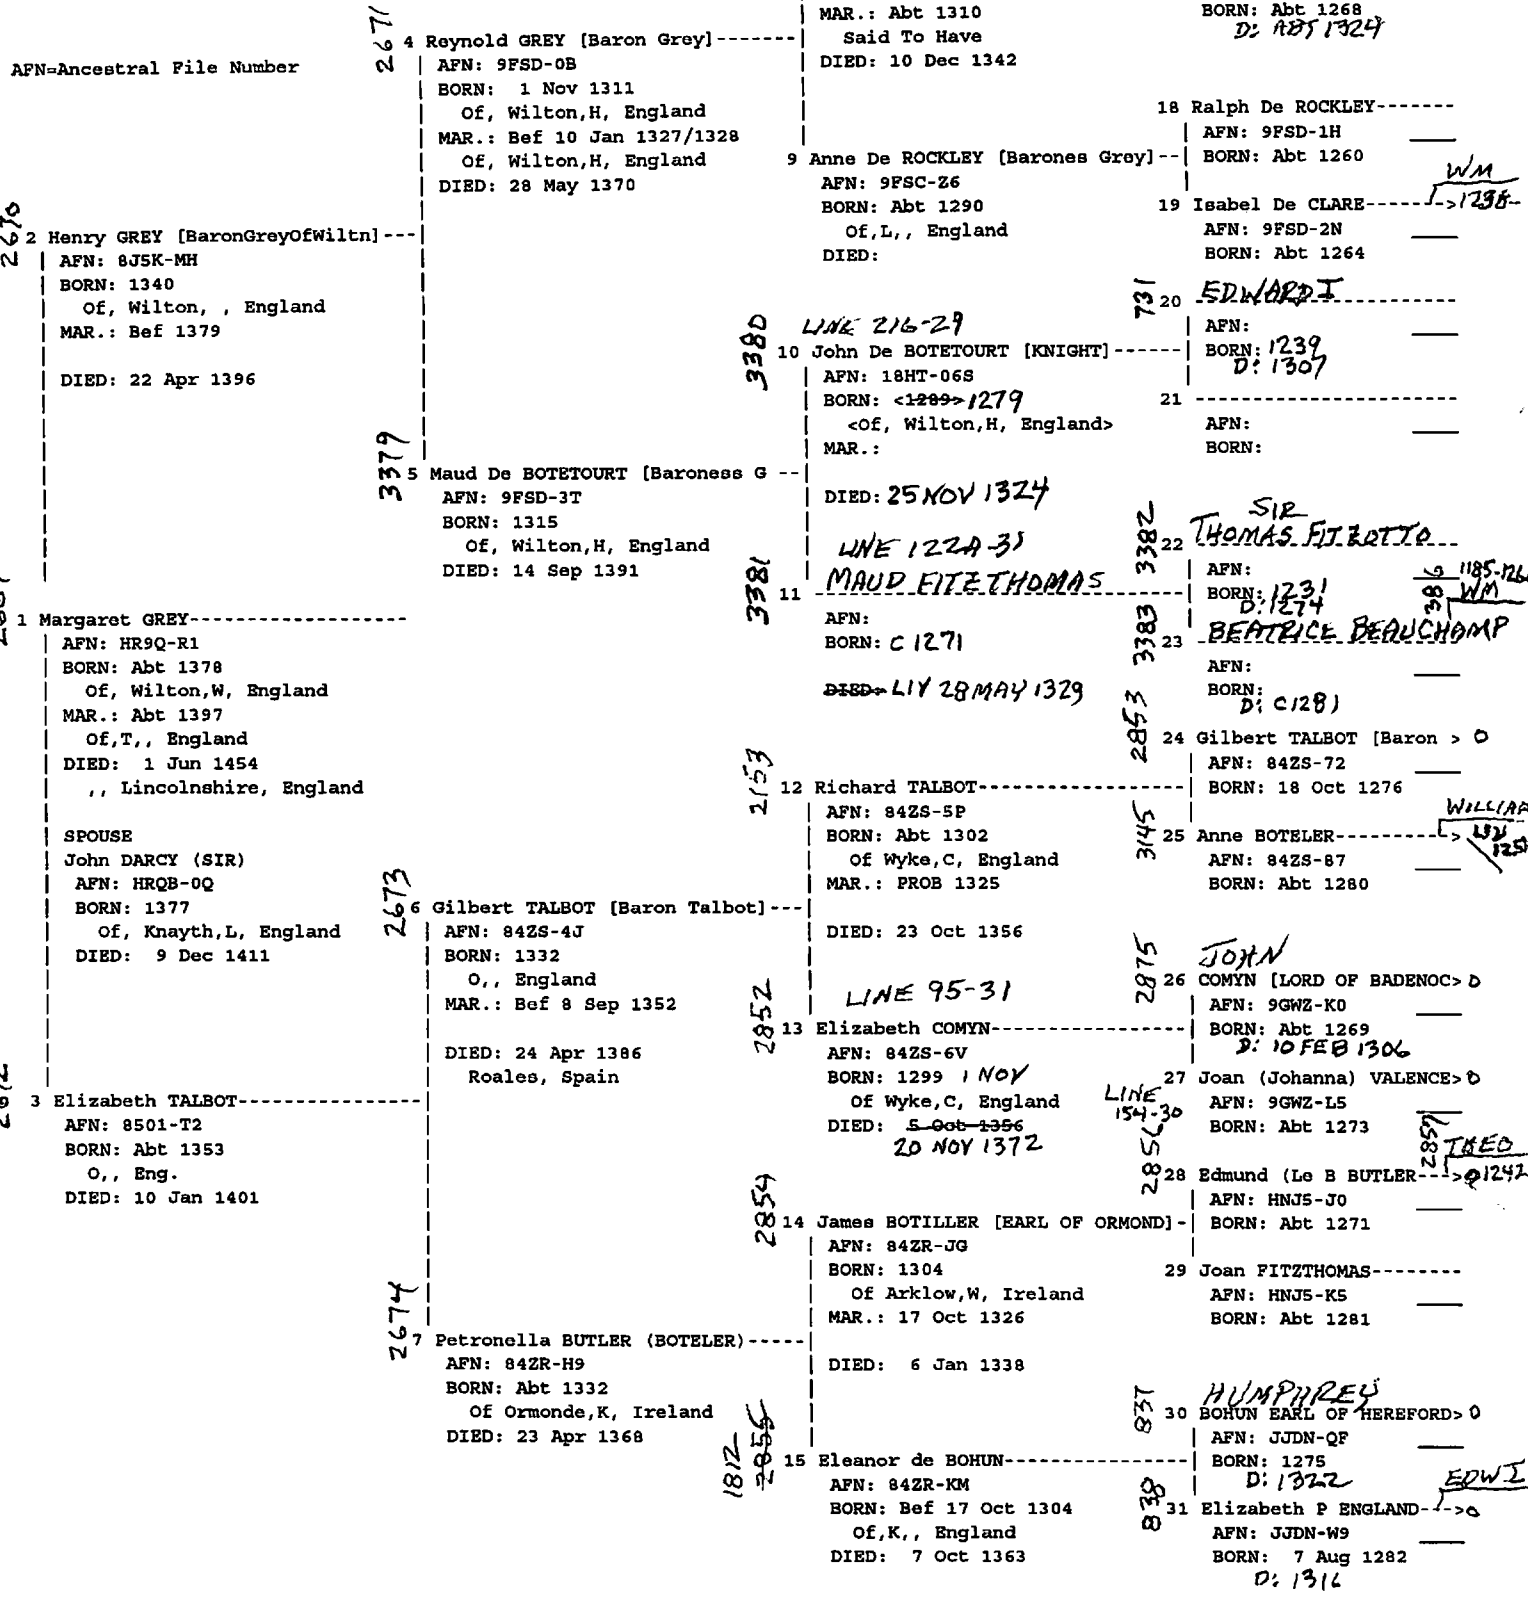 MAR.: Abt 1310
Said To Have
DIED: 10 Dec 1342
BORN: Abt 1268
D: ABT 1324
2671
4 Reynold GREY [Baron Grey]-------
AFN: 9FSD-0B
BORN: 1 Nov 1311
Of, Wilton,H, England
MAR.: Bef 10 Jan 1327/1328
Of, Wilton,H, England
DIED: 28 May 1370
AFN=Ancestral File Number
18 Ralph De ROCKLEY-------
AFN: 9FSD-1H
BORN: Abt 1260
9 Anne De ROCKLEY [Barones Grey]--
AFN: 9FSC-Z6
BORN: Abt 1290
Of,L,, England
DIED:
WM
19 Isabel De CLARE------->
AFN: 9FSD-2N
BORN: Abt 1264
2670
2 Henry GREY [BaronGreyOfWiltn]---
AFN: 8J5K-MH
BORN: 1340
Of, Wilton, , England
MAR.: Bef 1379
DIED: 22 Apr 1396
731
20 EDWARD I
AFN:
BORN: 1239
D: 1307
3380
LINE 216-29
10 John De BOTETOURT [KNIGHT]------
AFN: 18HT-06S
BORN: <1289> 1279
<Of, Wilton,H, England>
MAR.:
DIED: 25 NOV 1324
21 ----------------------
AFN:
BORN:
3379
5 Maud De BOTETOURT [Baroness G --
AFN: 9FSD-3T
BORN: 1315
Of, Wilton,H, England
DIED: 14 Sep 1391
3382
SIR
22 THOMAS FITZOTTO
AFN:
BORN: 1231
D: 1274
3381
LINE 122A-31
11 MAUD FITZTHOMAS
AFN:
BORN: C 1271
DIED: LIV 28 MAY 1329
386
WM
3383
23 BEATRICE BEAUCHAMP
AFN:
BORN:
D: C1281
1 Margaret GREY------------------
AFN: HR9Q-R1
BORN: Abt 1378
Of, Wilton,W, England
MAR.: Abt 1397
Of,T,, England
DIED: 1 Jun 1454
,, Lincolnshire, England
SPOUSE
John DARCY (SIR)
AFN: HRQB-0Q
BORN: 1377
Of, Knayth,L, England
DIED: 9 Dec 1411
2853
24 Gilbert TALBOT [Baron > O
AFN: 84ZS-72
BORN: 18 Oct 1276
2153
12 Richard TALBOT-----------------
AFN: 84ZS-5P
BORN: Abt 1302
Of Wyke,C, England
MAR.: PROB 1325
DIED: 23 Oct 1356
3145
25 Anne BOTELER---------->
AFN: 84ZS-87
BORN: Abt 1280
2673
6 Gilbert TALBOT [Baron Talbot]---
AFN: 84ZS-4J
BORN: 1332
O,, England
MAR.: Bef 8 Sep 1352
DIED: 24 Apr 1386
Roales, Spain
2875
JOHN
26 COMYN [LORD OF BADENOC> O
AFN: 9GWZ-K0
BORN: Abt 1269
D: 10 FEB 1306
2852
LINE 95-31
13 Elizabeth COMYN----------------
AFN: 84ZS-6V
BORN: 1299 1 NOV
Of Wyke,C, England
DIED: 5 Oct 1356
20 NOV 1372
27 Joan (Johanna) VALENCE> O
AFN: 9GWZ-L5
BORN: Abt 1273
LINE
154-30
3 Elizabeth TALBOT----------------
AFN: 8501-T2
BORN: Abt 1353
O,, Eng.
DIED: 10 Jan 1401
2856
28 Edmund (Le B BUTLER--->
AFN: HNJ5-J0
BORN: Abt 1271
2857
1242
2854
14 James BOTILLER [EARL OF ORMOND]-
AFN: 84ZR-JG
BORN: 1304
Of Arklow,W, Ireland
MAR.: 17 Oct 1326
DIED: 6 Jan 1338
29 Joan FITZTHOMAS--------
AFN: HNJ5-K5
BORN: Abt 1281
2674
7 Petronella BUTLER (BOTELER)-----
AFN: 84ZR-H9
BORN: Abt 1332
Of Ormonde,K, Ireland
DIED: 23 Apr 1368
837
HUMPHREY
30 BOHUN EARL OF HEREFORD> O
AFN: JJDN-QF
BORN: 1275
D: 1322
1812
2855
15 Eleanor de BOHUN---------------
AFN: 84ZR-KM
BORN: Bef 17 Oct 1304
Of,K,, England
DIED: 7 Oct 1363
EDW I
838
31 Elizabeth P ENGLAND--->o
AFN: JJDN-W9
BORN: 7 Aug 1282
D: 1316